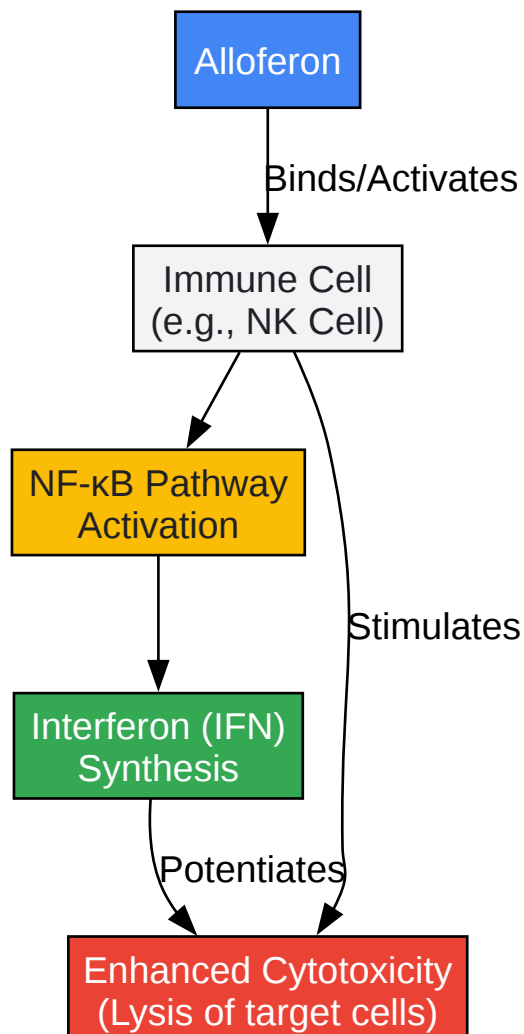 Alloferon
Binds/Activates
Immune Cell
(e.g., NK Cell)
NF-κB Pathway
Activation
Stimulates
Interferon (IFN)
Synthesis
Potentiates
Enhanced Cytotoxicity
(Lysis of target cells)